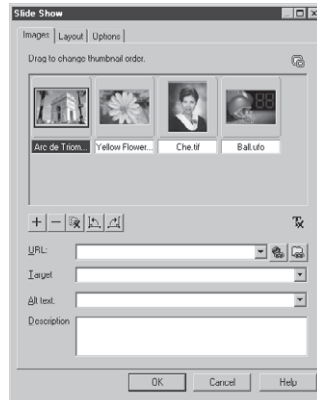 Slide Show
Images Layout Options
Drag to change thumbnail order.
88
Arc de Triom... Yellow Flower... Che.tif Ball.ufo
URL:
Target
Alt text:
Description
OK Cancel Help